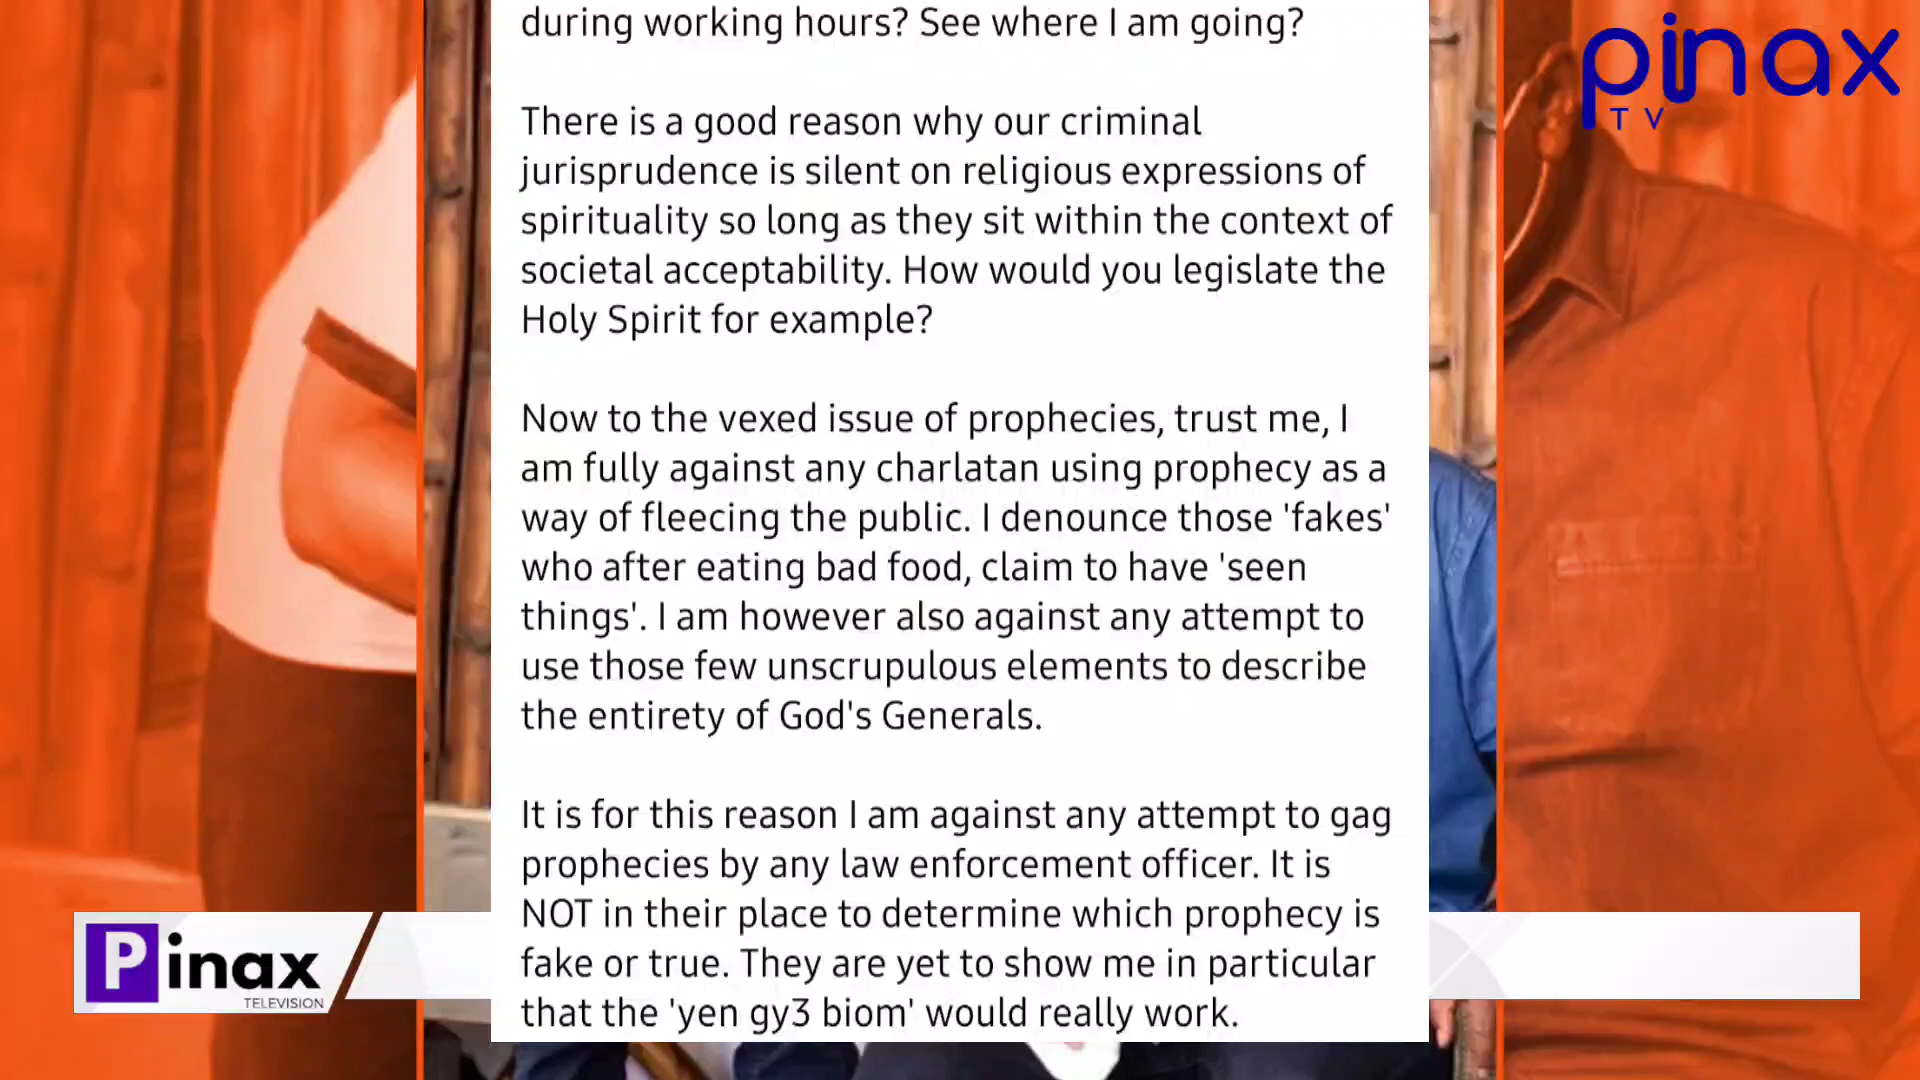 during working hours? See where I am going?
There is a good reason why our criminal
jurisprudence is silent on religious expressions of
spirituality so long as they sit within the context of
societal acceptability. How would you legislate the
Holy Spirit for example?
Now to the vexed issue of prophecies, trust me, I
am fully against any charlatan using prophecy as a
way of fleecing the public. I denounce those 'fakes'
who after eating bad food, claim to have 'seen
things'. I am however also against any attempt to
use those few unscrupulous elements to describe
the entirety of God's Generals.
It is for this reason I am against any attempt to gag
prophecies by any law enforcement officer. It is
NOT in their place to determine which prophecy is
fake or true. They are yet to show me in particular
that the 'yen gy3 biom' would really work.
pinax
TV
Pinax
TELEVISION